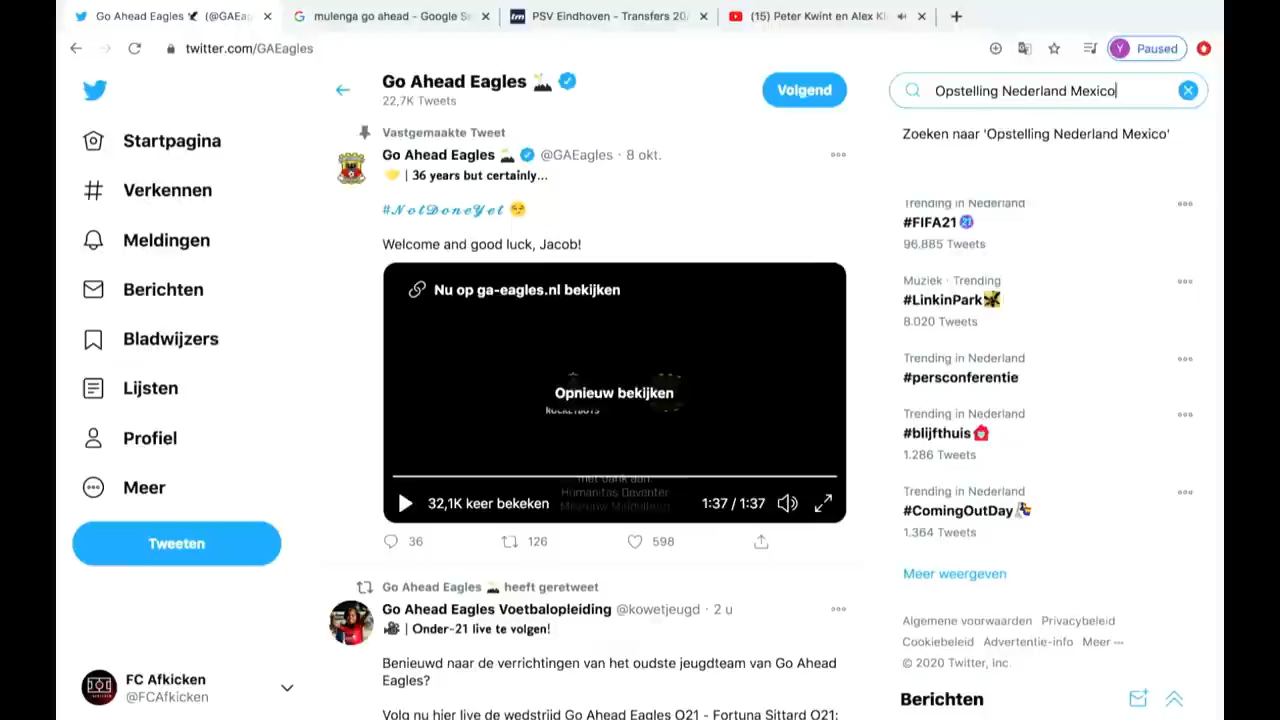 Go Ahead Eagles (@GAEa
mulenga go ahead - Google Se
PSV Eindhoven - Transfers 20/
(15) Peter Kwint en Alex Kl
twitter.com/GAEagles
Y Paused
Go Ahead Eagles
22,7K Tweets
Volgend
Opstelling Nederland Mexico
Zoeken naar 'Opstelling Nederland Mexico'
Startpagina
Verkennen
Meldingen
Berichten
Bladwijzers
Lijsten
Profiel
Meer
Tweeten
FC Afkicken
@FCAfkicken
Vastgemaakte Tweet
Go Ahead Eagles @GAEagles · 8 okt.
| 36 years but certainly...
#NotDoneYet
Welcome and good luck, Jacob!
Nu op ga-eagles.nl bekijken
Opnieuw bekijken
ROCKETBOYS
met dank aan:
Humanitas Deventer
32,1K keer bekeken
1:37 / 1:37
36
126
598
Go Ahead Eagles heeft geretweet
Go Ahead Eagles Voetbalopleiding @kowetjeugd · 2 u
| Onder-21 live te volgen!
Benieuwd naar de verrichtingen van het oudste jeugdteam van Go Ahead
Eagles?
Volg nu hier live de wedstrijd Go Ahead Eagles O21 - Fortuna Sittard O21:
Trending in Nederland
#FIFA21
96.885 Tweets
Muziek · Trending
#LinkinPark
8.020 Tweets
Trending in Nederland
#persconferentie
Trending in Nederland
#blijfthuis
1.286 Tweets
Trending in Nederland
#ComingOutDay
1.364 Tweets
Meer weergeven
Algemene voorwaarden Privacybeleid
Cookiebeleid Advertentie-info Meer
© 2020 Twitter, Inc.
Berichten